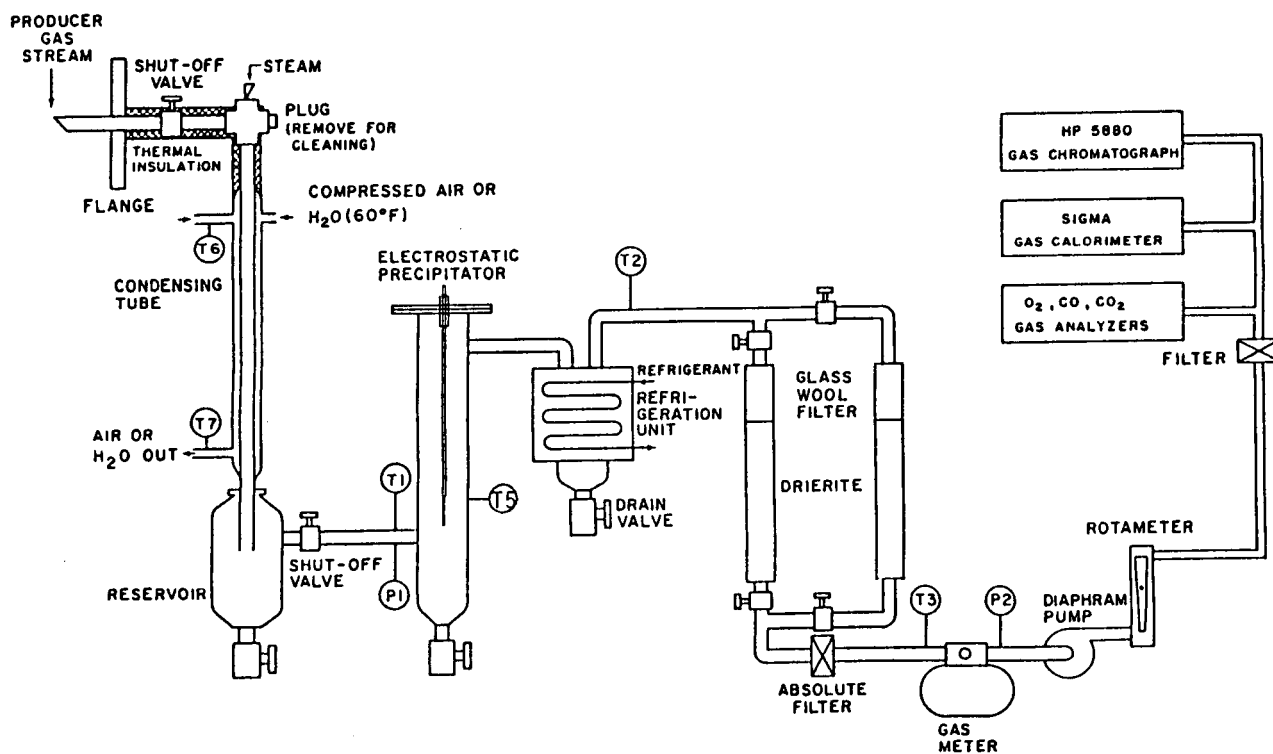 PRODUCER
GAS
STREAM
SHUT-OFF
VALVE
STEAM
PLUG
(REMOVE FOR
CLEANING)
THERMAL
INSULATION
FLANGE
COMPRESSED AIR OR
H₂O (60°F)
T6
CONDENSING
TUBE
ELECTROSTATIC
PRECIPITATOR
T2
HP 5880
GAS CHROMATOGRAPH
SIGMA
GAS CALORIMETER
O₂, CO, CO₂
GAS ANALYZERS
FILTER
REFRIGERANT
REFRI-
GERATION
UNIT
GLASS
WOOL
FILTER
T7
AIR OR
H₂O OUT
T1
T5
DRAIN
VALVE
DRIERITE
SHUT-OFF
VALVE
P1
RESERVOIR
ROTAMETER
T3
P2
DIAPHRAM
PUMP
ABSOLUTE
FILTER
GAS
METER